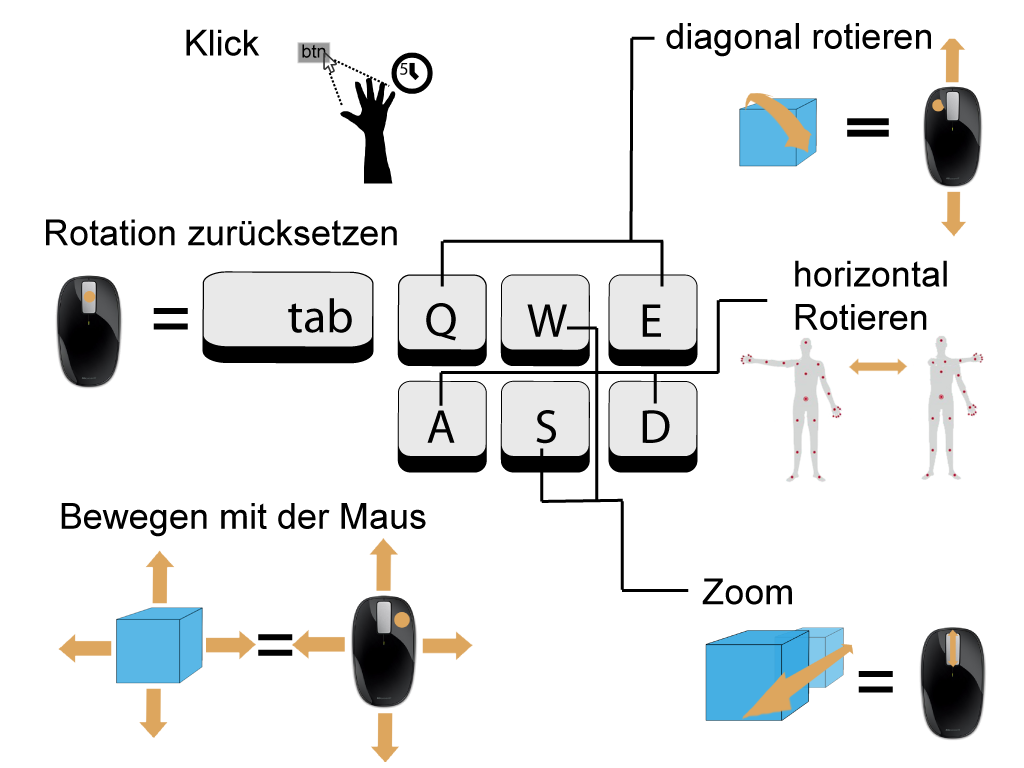 Klick
btn
5
diagonal rotieren
Rotation zurücksetzen
tab
Q
W
E
horizontal
Rotieren
A
S
D
Bewegen mit der Maus
Zoom